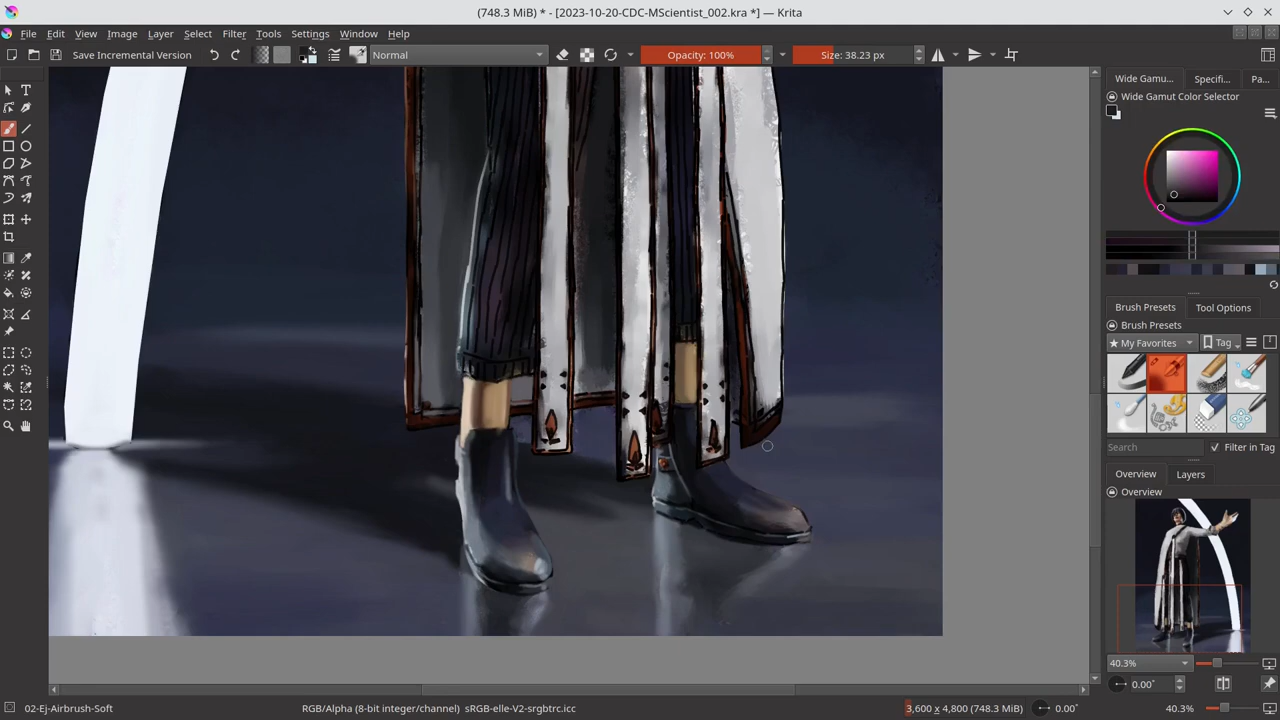 (748.3 MiB) * - [2023-10-20-CDC-MScientist_002.kra *] — Krita
File Edit View Image Layer Select Filter Tools Settings Window Help
Save Incremental Version
Normal
Opacity: 100%
Size: 38.23 px
Wide Gamu...
Specifi...
Pa...
Wide Gamut Color Selector
Brush Presets
Tool Options
Brush Presets
My Favorites
Tag
Search
Filter in Tag
Overview
Layers
Overview
40.3%
0.00°
02-Ej-Airbrush-Soft
RGB/Alpha (8-bit integer/channel) sRGB-elle-V2-srgbtrc.icc
3,600 x 4,800 (748.3 MiB)
0.00°
40.3%